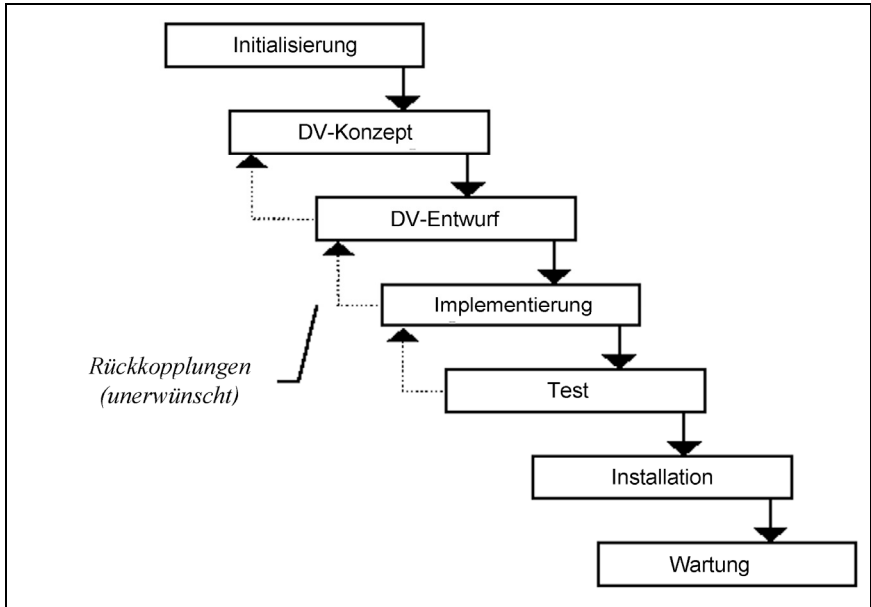 Initialisierung
DV-Konzept
DV-Entwurf
Implementierung
Rückkopplungen
(unerwünscht)
Test
Installation
Wartung